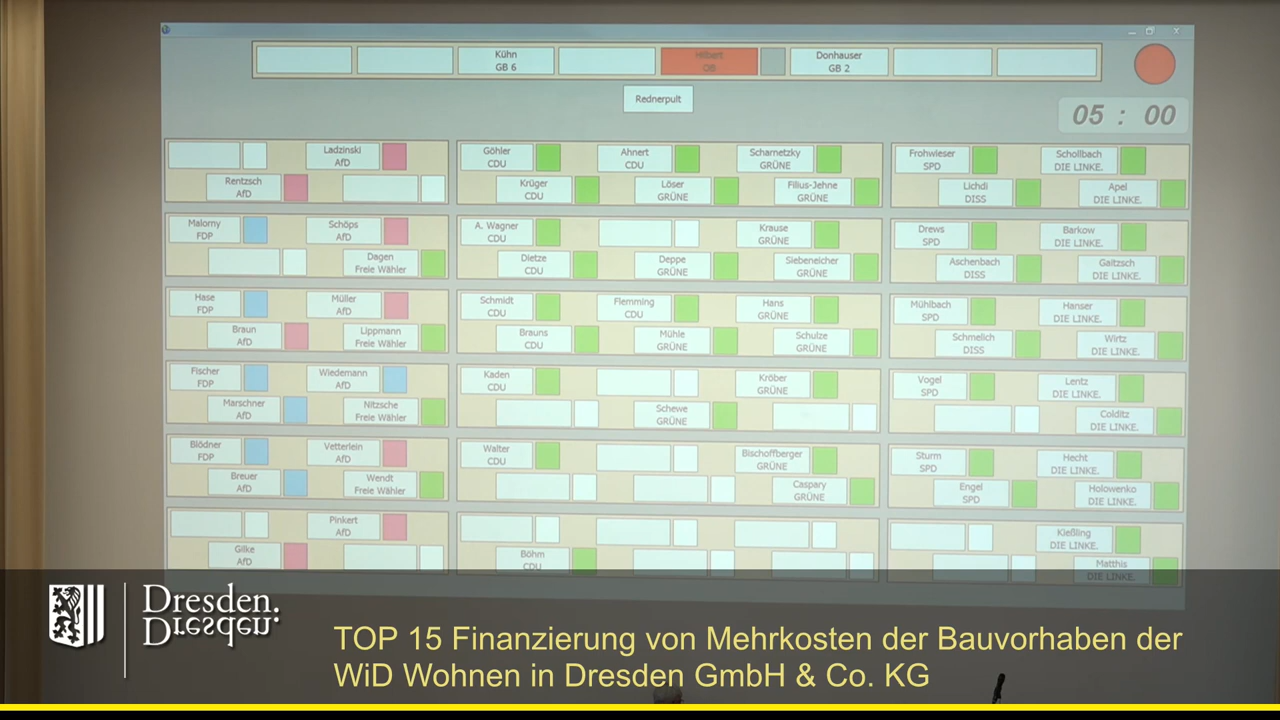 Kühn
GB 6
Hilbert
OB
Donhauser
GB 2
Rednerpult
05 : 00
Ladzinski
AfD
Rentzsch
AfD
Göhler
CDU
Ahnert
CDU
Scharnetzky
GRÜNE
Krüger
CDU
Löser
GRÜNE
Filius-Jehne
GRÜNE
Frohwieser
SPD
Schollbach
DIE LINKE.
Lichdi
DISS
Apel
DIE LINKE.
Malorny
FDP
Schöps
AfD
Dagen
Freie Wähler
A. Wagner
CDU
Krause
GRÜNE
Dietze
CDU
Deppe
GRÜNE
Siebeneicher
GRÜNE
Drews
SPD
Barkow
DIE LINKE.
Aschenbach
DISS
Gaitzsch
DIE LINKE.
Hase
FDP
Müller
AfD
Braun
AfD
Lippmann
Freie Wähler
Schmidt
CDU
Flemming
CDU
Hans
GRÜNE
Brauns
CDU
Mühle
GRÜNE
Schulze
GRÜNE
Mühlbach
SPD
Hanser
DIE LINKE.
Schmelich
DISS
Wirtz
DIE LINKE.
Fischer
FDP
Wiedemann
AfD
Marschner
AfD
Nitzsche
Freie Wähler
Kaden
CDU
Kröber
GRÜNE
Schewe
GRÜNE
Vogel
SPD
Lentz
DIE LINKE.
Colditz
DIE LINKE.
Blödner
FDP
Vetterlein
AfD
Breuer
AfD
Wendt
Freie Wähler
Walter
CDU
Bischoffberger
GRÜNE
Caspary
GRÜNE
Sturm
SPD
Hecht
DIE LINKE.
Engel
SPD
Holowenko
DIE LINKE.
Pinkert
AfD
Gilke
AfD
Böhm
CDU
Kießling
DIE LINKE.
Matthis
DIE LINKE.
Dresden.
Dresden.
TOP 15 Finanzierung von Mehrkosten der Bauvorhaben der
WiD Wohnen in Dresden GmbH & Co. KG